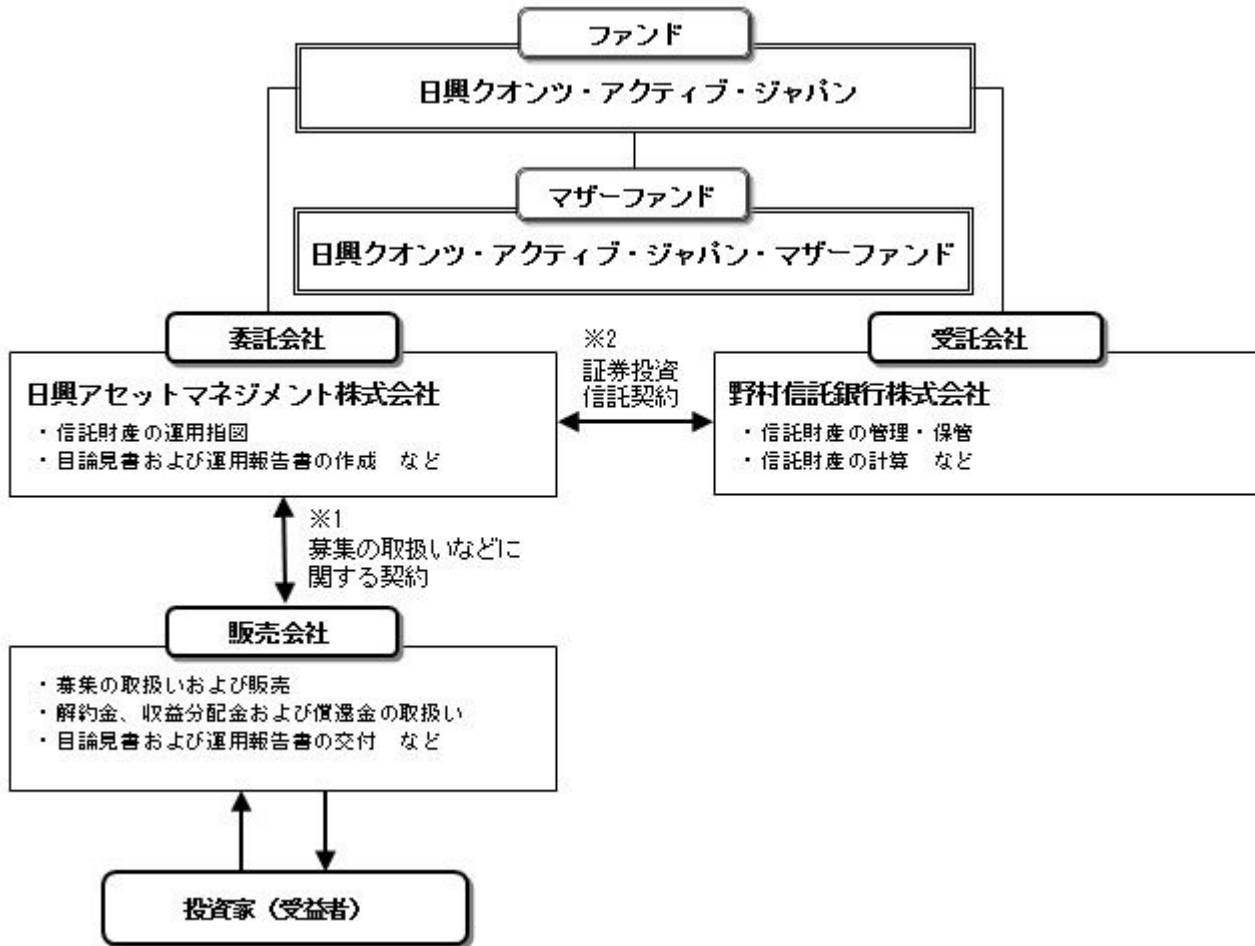 ファンド
日興クオンツ・アクティブ・ジャパン
マザーファンド
日興クオンツ・アクティブ・ジャパン・マザーファンド
委託会社
日興アセットマネジメント株式会社
・信託財産の運用指図
・目論見書および運用報告書の作成　など
※2
証券投資
信託契約
受託会社
野村信託銀行株式会社
・信託財産の管理・保管
・信託財産の計算　など
※1
募集の取扱いなどに
関する契約
販売会社
・募集の取扱いおよび販売
・解約金、収益分配金および償還金の取扱い
・目論見書および運用報告書の交付　など
投資家（受益者）